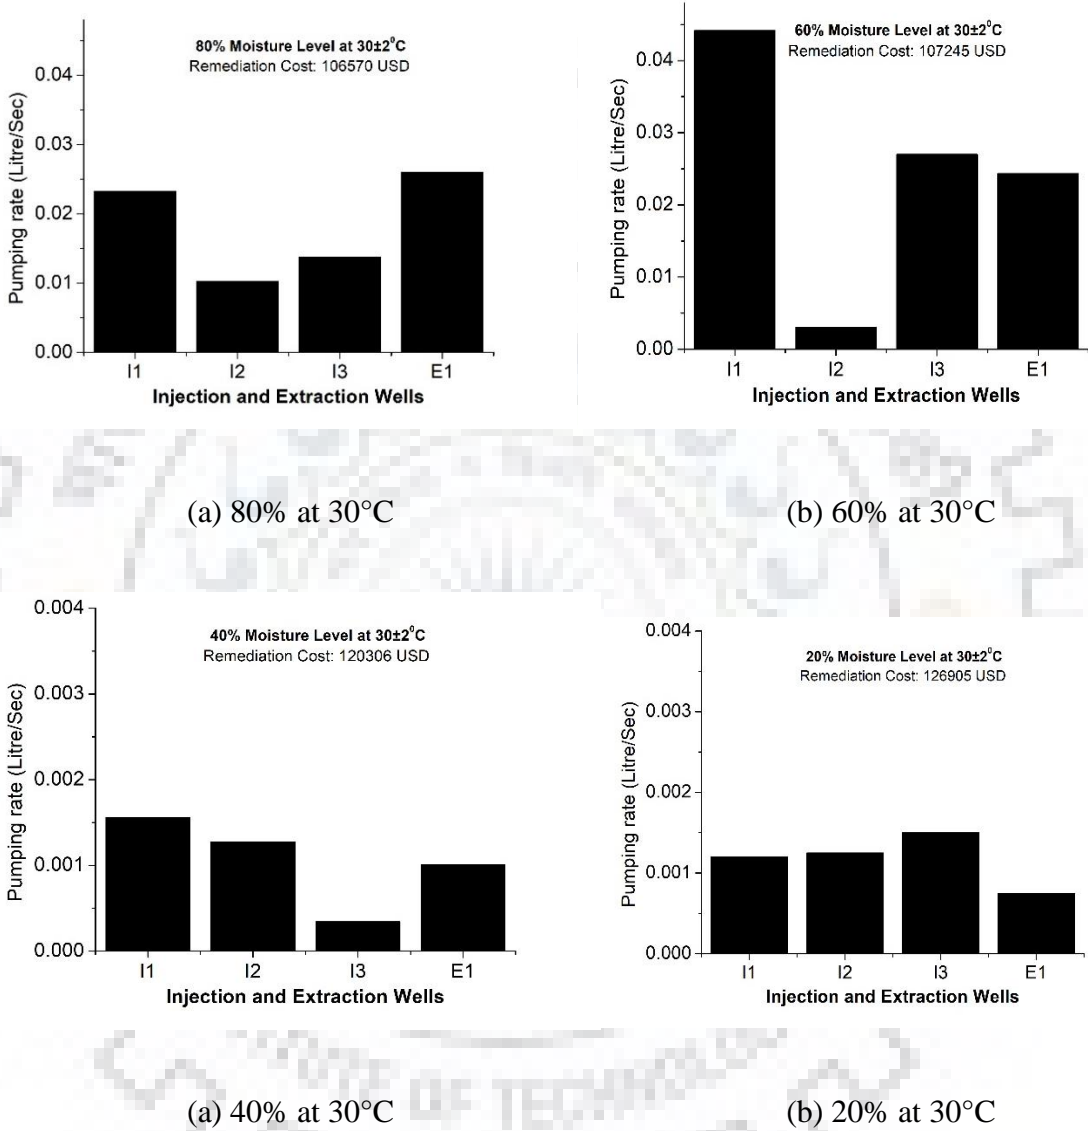 80% Moisture Level at 30±2⁰C
Remediation Cost: 106570 USD
Pumping rate (Litre/Sec)
0.04
0.03
0.02
0.01
0.00
I1 I2 I3 E1
Injection and Extraction Wells
(a) 80% at 30°C
60% Moisture Level at 30±2⁰C
Remediation Cost: 107245 USD
Pumping rate (Litre/Sec)
0.04
0.03
0.02
0.01
0.00
I1 I2 I3 E1
Injection and Extraction Wells
(b) 60% at 30°C
40% Moisture Level at 30±2⁰C
Remediation Cost: 120306 USD
Pumping rate (Litre/Sec)
0.004
0.003
0.002
0.001
0.000
I1 I2 I3 E1
Injection and Extraction Wells
(a) 40% at 30°C
20% Moisture Level at 30±2⁰C
Remediation Cost: 126905 USD
Pumping rate (Litre/Sec)
0.004
0.003
0.002
0.001
0.000
I1 I2 I3 E1
Injection and Extraction Wells
(b) 20% at 30°C
OF TECHNOL